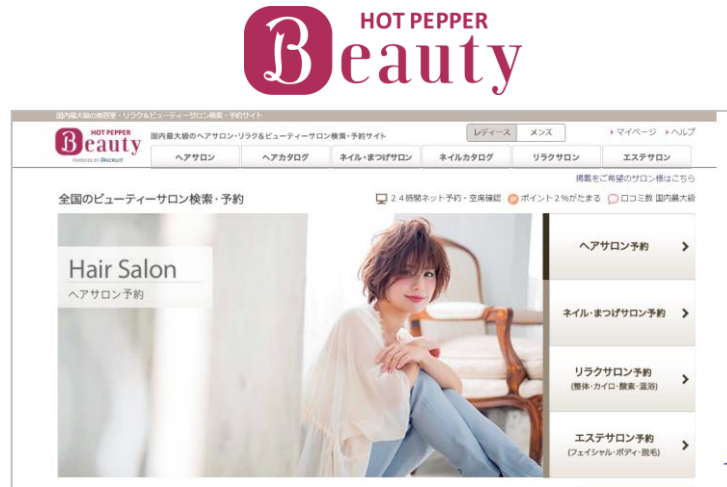 HOT PEPPER
Beauty
国内最大級の美容室・リラク&ビューティーサロン検索・予約サイト
HOT PEPPER
Beauty
PRODUCED BY RECRUIT
国内最大級のヘアサロン・リラク&ビューティーサロン検索・予約サイト
レディース
メンズ
マイページ
ヘルプ
ヘアサロン
ヘアカタログ
ネイル・まつげサロン
ネイルカタログ
リラクサロン
エステサロン
掲載をご希望のサロン様はこちら
全国のビューティーサロン検索・予約
24時間ネット予約・空席確認
P
ポイント2%がたまる
口コミ数 国内最大級
Hair Salon
ヘアサロン予約
ヘアサロン予約
ネイル・まつげサロン予約
リラクサロン予約
(整体・カイロ・酸素・温浴)
エステサロン予約
(フェイシャル・ボディ・脱毛)